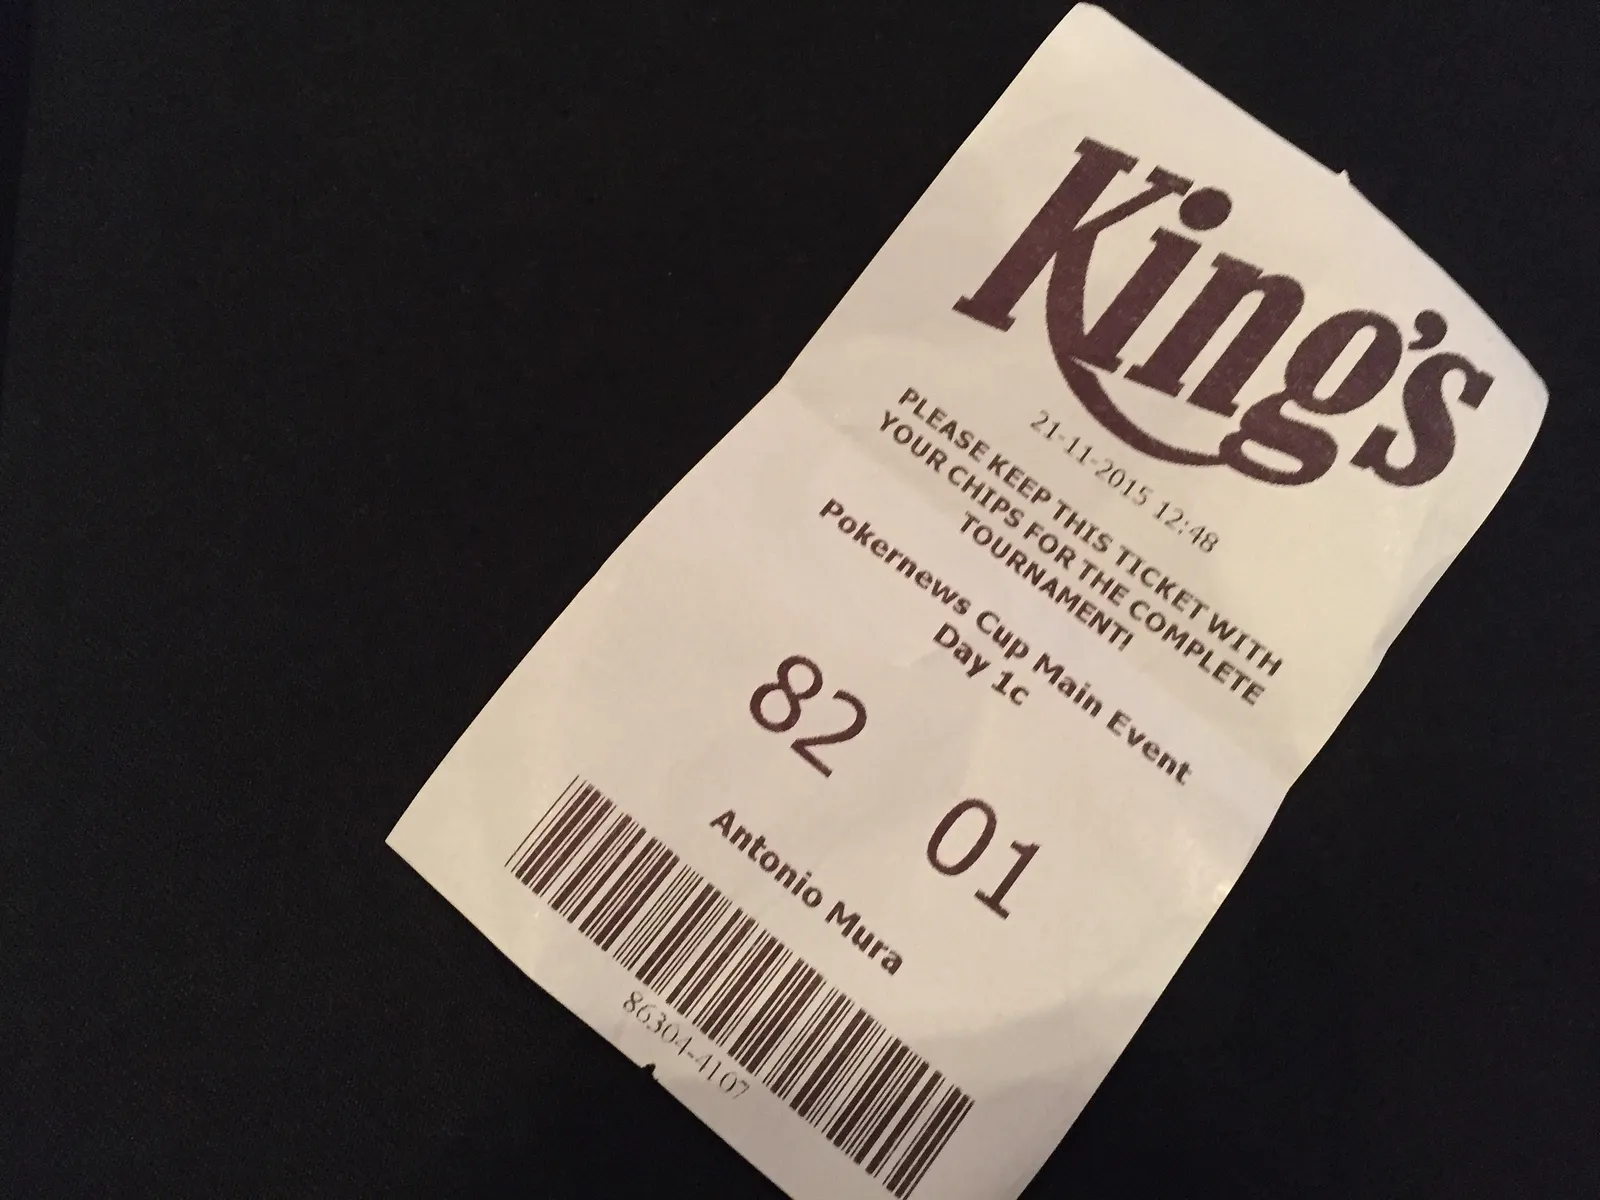 King's
21-11-2015 12:48
PLEASE KEEP THIS TICKET WITH
YOUR CHIPS FOR THE COMPLETE
TOURNAMENT!
Pokernews Cup Main Event
Day 1c
82 01
Antonio Mura
86304-4107